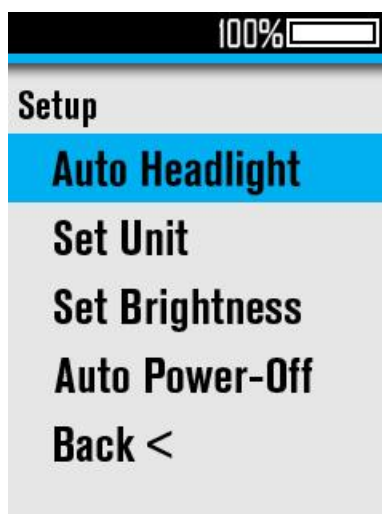 100%
Setup
Auto Headlight
Set Unit
Set Brightness
Auto Power-Off
Back <